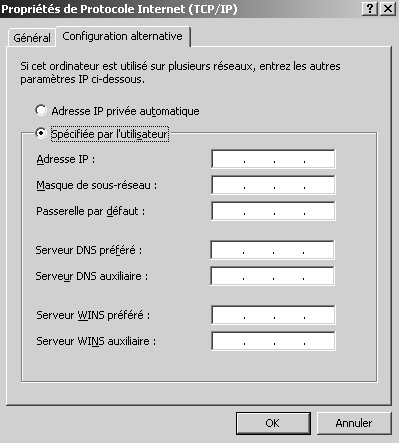 Propriétés de Protocole Internet (TCP/IP)
Général
Configuration alternative
Si cet ordinateur est utilisé sur plusieurs réseaux, entrez les autres
paramètres IP ci-dessous.
Adresse IP privée automatique
Spécifiée par l'utilisateur
Adresse IP :
Masque de sous-réseau :
Passerelle par défaut :
Serveur DNS préféré :
Serveur DNS auxiliaire :
Serveur WINS préféré :
Serveur WINS auxiliaire :
OK
Annuler